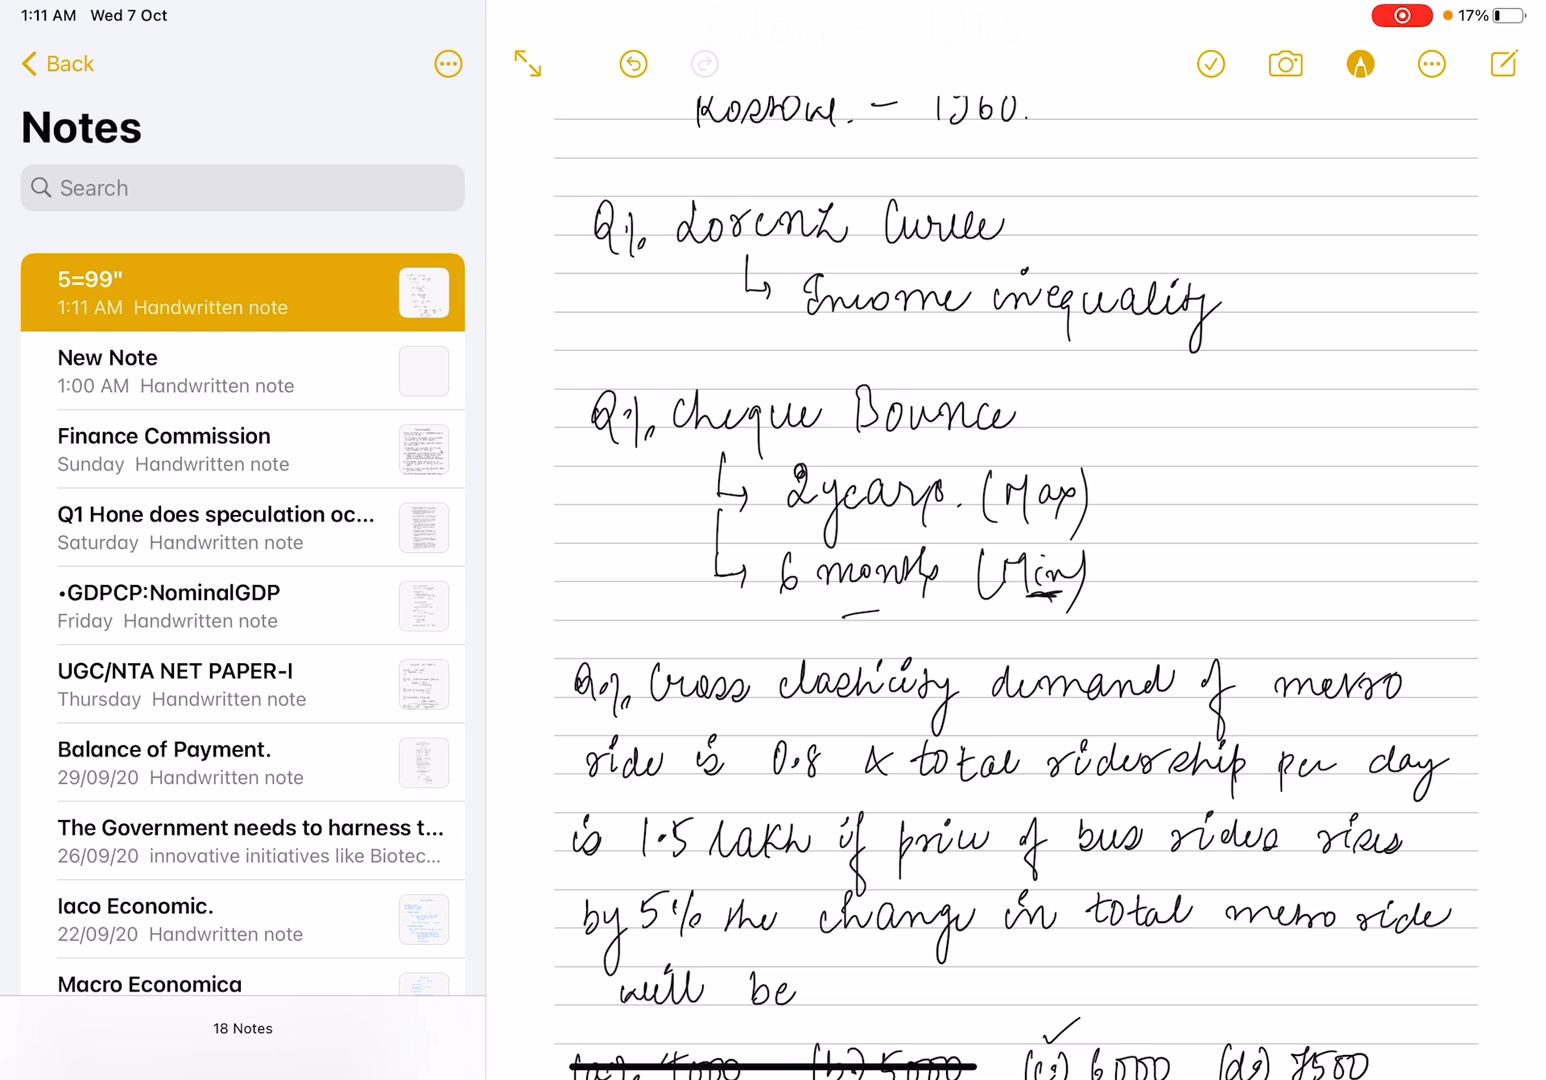 1:11 AM Wed 7 Oct
17%
Back
Notes
Search
5=99"
1:11 AM Handwritten note
New Note
1:00 AM Handwritten note
Finance Commission
Sunday Handwritten note
Q1 Hone does speculation oc...
Saturday Handwritten note
•GDPCP:NominalGDP
Friday Handwritten note
UGC/NTA NET PAPER-I
Thursday Handwritten note
Balance of Payment.
29/09/20 Handwritten note
The Government needs to harness t...
26/09/20 innovative initiatives like Biotec...
Iaco Economic.
22/09/20 Handwritten note
Macro Economica
18 Notes
- 1960.
Q1. Lorenz Curve
↳ Income inequality
Q1. Cheque Bounce
↳ 2 years. (Max)
↳ 6 months (Min)
Q.1. Cross elasticity demand of metro
ride is 0.8 & total ridership per day
is 1.5 lakh if price of bus rides rises
by 5% the change in total metro ride
will be
(a.) 4000 (b.) 5000 (c.) 6000 (d.) 7500